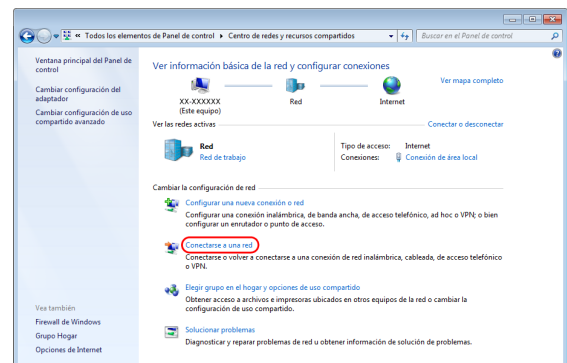 « Todos los elementos de Panel de control ▸ Centro de redes y recursos compartidos
Buscar en el Panel de control
Ventana principal del Panel de
control
Cambiar configuración del
adaptador
Cambiar configuración de uso
compartido avanzado
Ver información básica de la red y configurar conexiones
Ver mapa completo
XX-XXXXXX
(Este equipo)
Red
Internet
Ver las redes activas
Conectar o desconectar
Red
Red de trabajo
Tipo de acceso: Internet
Conexiones: Conexión de área local
Cambiar la configuración de red
Configurar una nueva conexión o red
Configurar una conexión inalámbrica, de banda ancha, de acceso telefónico, ad hoc o VPN; o bien
configurar un enrutador o punto de acceso.
Conectarse a una red
Conectarse o volver a conectarse a una conexión de red inalámbrica, cableada, de acceso telefónico
o VPN.
Elegir grupo en el hogar y opciones de uso compartido
Obtener acceso a archivos e impresoras ubicados en otros equipos de la red o cambiar la
configuración de uso compartido.
Solucionar problemas
Diagnosticar y reparar problemas de red u obtener información de solución de problemas.
Vea también
Firewall de Windows
Grupo Hogar
Opciones de Internet